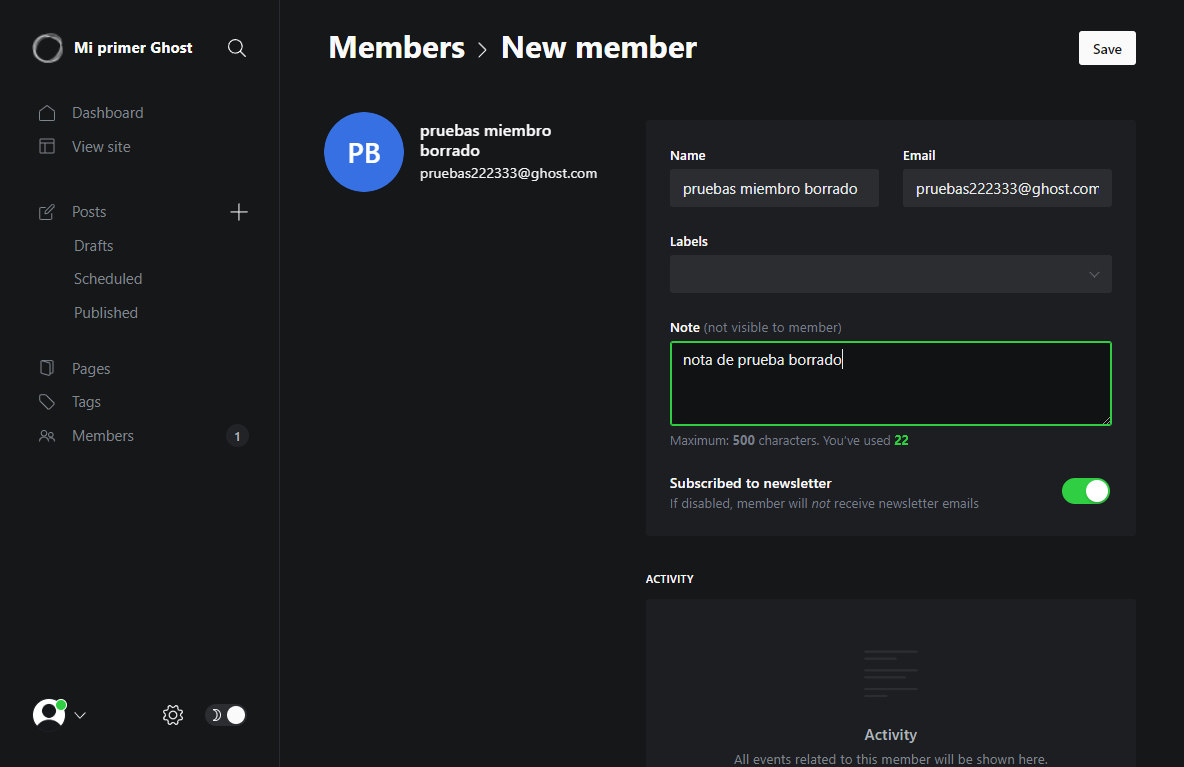 Mi primer Ghost
Dashboard
View site
Posts
Drafts
Scheduled
Published
Pages
Tags
Members 1
Members > New member
Save
PB
pruebas miembro
borrado
pruebas222333@ghost.com
Name
pruebas miembro borrado
Email
pruebas222333@ghost.com
Labels
Note (not visible to member)
nota de prueba borrado
Maximum: 500 characters. You've used 22
Subscribed to newsletter
If disabled, member will not receive newsletter emails
ACTIVITY
Activity
All events related to this member will be shown here.